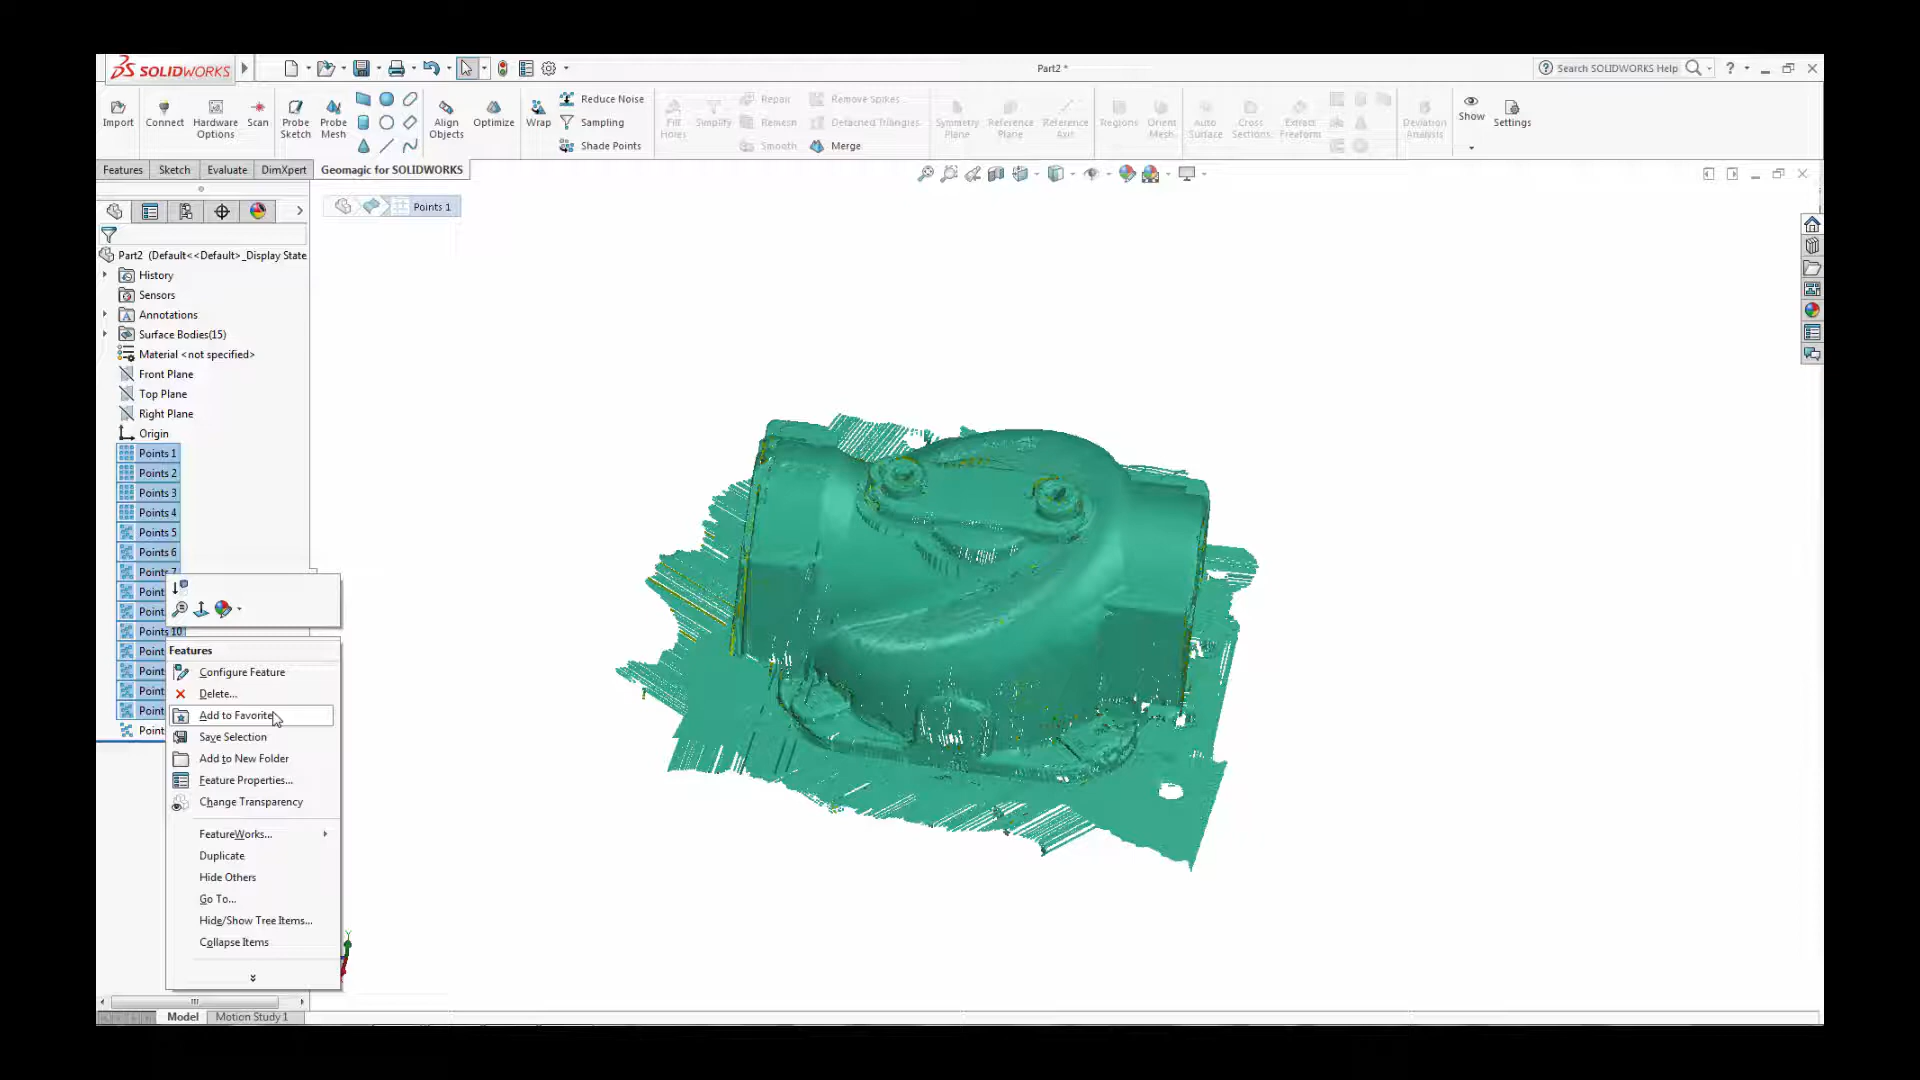 SOLIDWORKS
Part2 *
Search SOLIDWORKS Help
?
Import
Connect
Hardware
Options
Scan
Probe
Sketch
Probe
Mesh
Align
Objects
Optimize
Wrap
Reduce Noise
Sampling
Shade Points
Fill
Holes
Simplify
Repair
Remesh
Smooth
Remove Spikes
Detached Triangles
Merge
Symmetry
Plane
Reference
Plane
Reference
Axis
Regions
Orient
Mesh
Auto
Surface
Cross
Sections
Extract
Freeform
Deviation
Analysis
Show
Settings
Features
Sketch
Evaluate
DimXpert
Geomagic for SOLIDWORKS
Points 1
Part2 (Default<<Default>_Display State
History
Sensors
Annotations
Surface Bodies(15)
Material <not specified>
Front Plane
Top Plane
Right Plane
Origin
Points 1
Points 2
Points 3
Points 4
Points 5
Points 6
Points 7
Point
Point
Points 10
Point
Point
Point
Point
Point
Features
Configure Feature
Delete...
Add to Favorite
Save Selection
Add to New Folder
Feature Properties...
Change Transparency
FeatureWorks...
Duplicate
Hide Others
Go To...
Hide/Show Tree Items...
Collapse Items
Y
Model
Motion Study 1